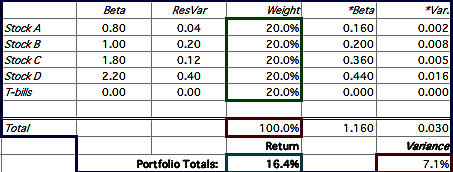 Beta ResVar Weight *Beta *Var.
Stock A 0.80 0.04 20.0% 0.160 0.002
Stock B 1.00 0.20 20.0% 0.200 0.008
Stock C 1.80 0.12 20.0% 0.360 0.005
Stock D 2.20 0.40 20.0% 0.440 0.016
T-bills 0.00 0.00 20.0% 0.000 0.000
Total 100.0% 1.160 0.030
Return Variance
Portfolio Totals: 16.4% 7.1%